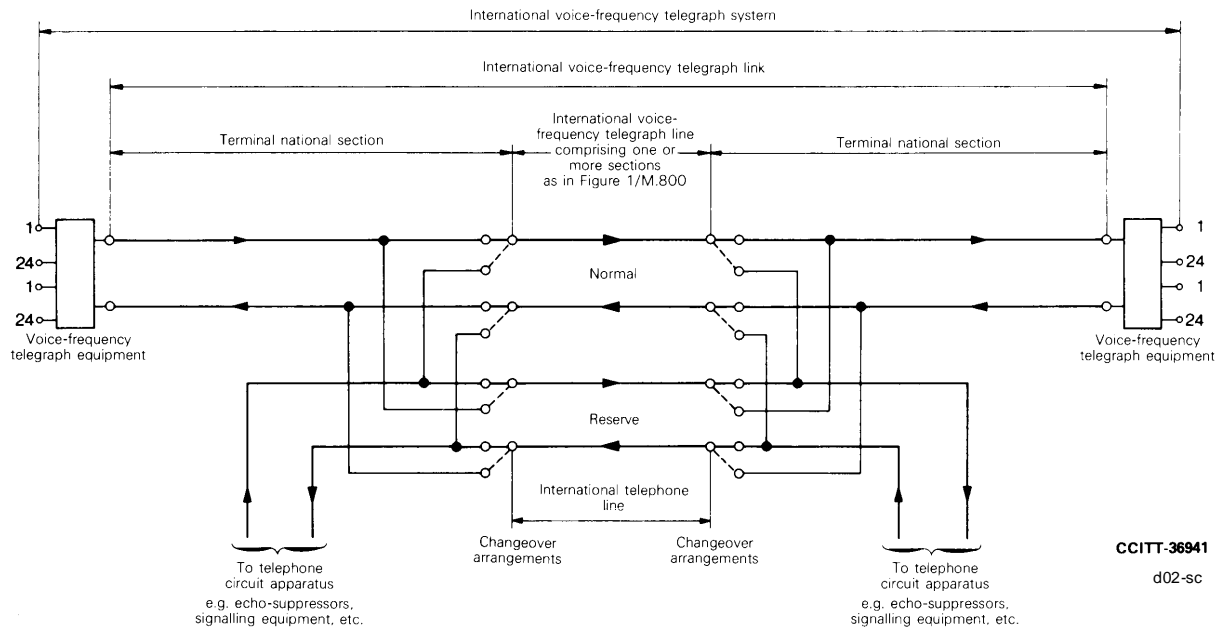 International voice-frequency telegraph system
International voice-frequency telegraph link
Terminal national section
International voice-
frequency telegraph line
comprising one or
more sections
as in Figure 1/M.800
Terminal national section
1
24
1
24
Voice-frequency
telegraph equipment
Normal
1
24
1
24
Voice-frequency
telegraph equipment
Reserve
International telephone
line
Changeover
arrangements
Changeover
arrangements
To telephone
circuit apparatus
e.g. echo-suppressors,
signalling equipment, etc.
To telephone
circuit apparatus
e.g. echo-suppressors,
signalling equipment, etc.
CCITT-36941
d02-sc